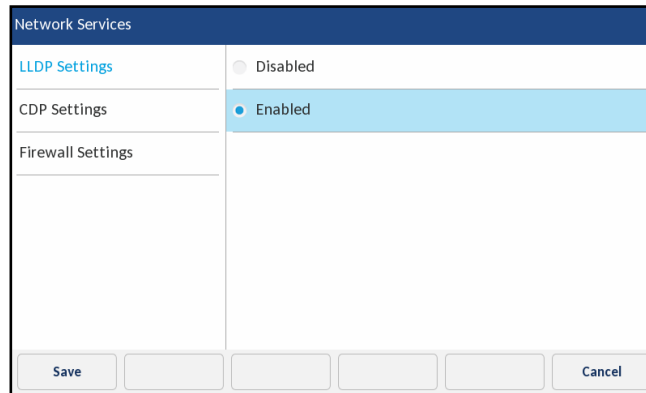 Network Services
LLDP Settings
Disabled
CDP Settings
Enabled
Firewall Settings
Save
Cancel